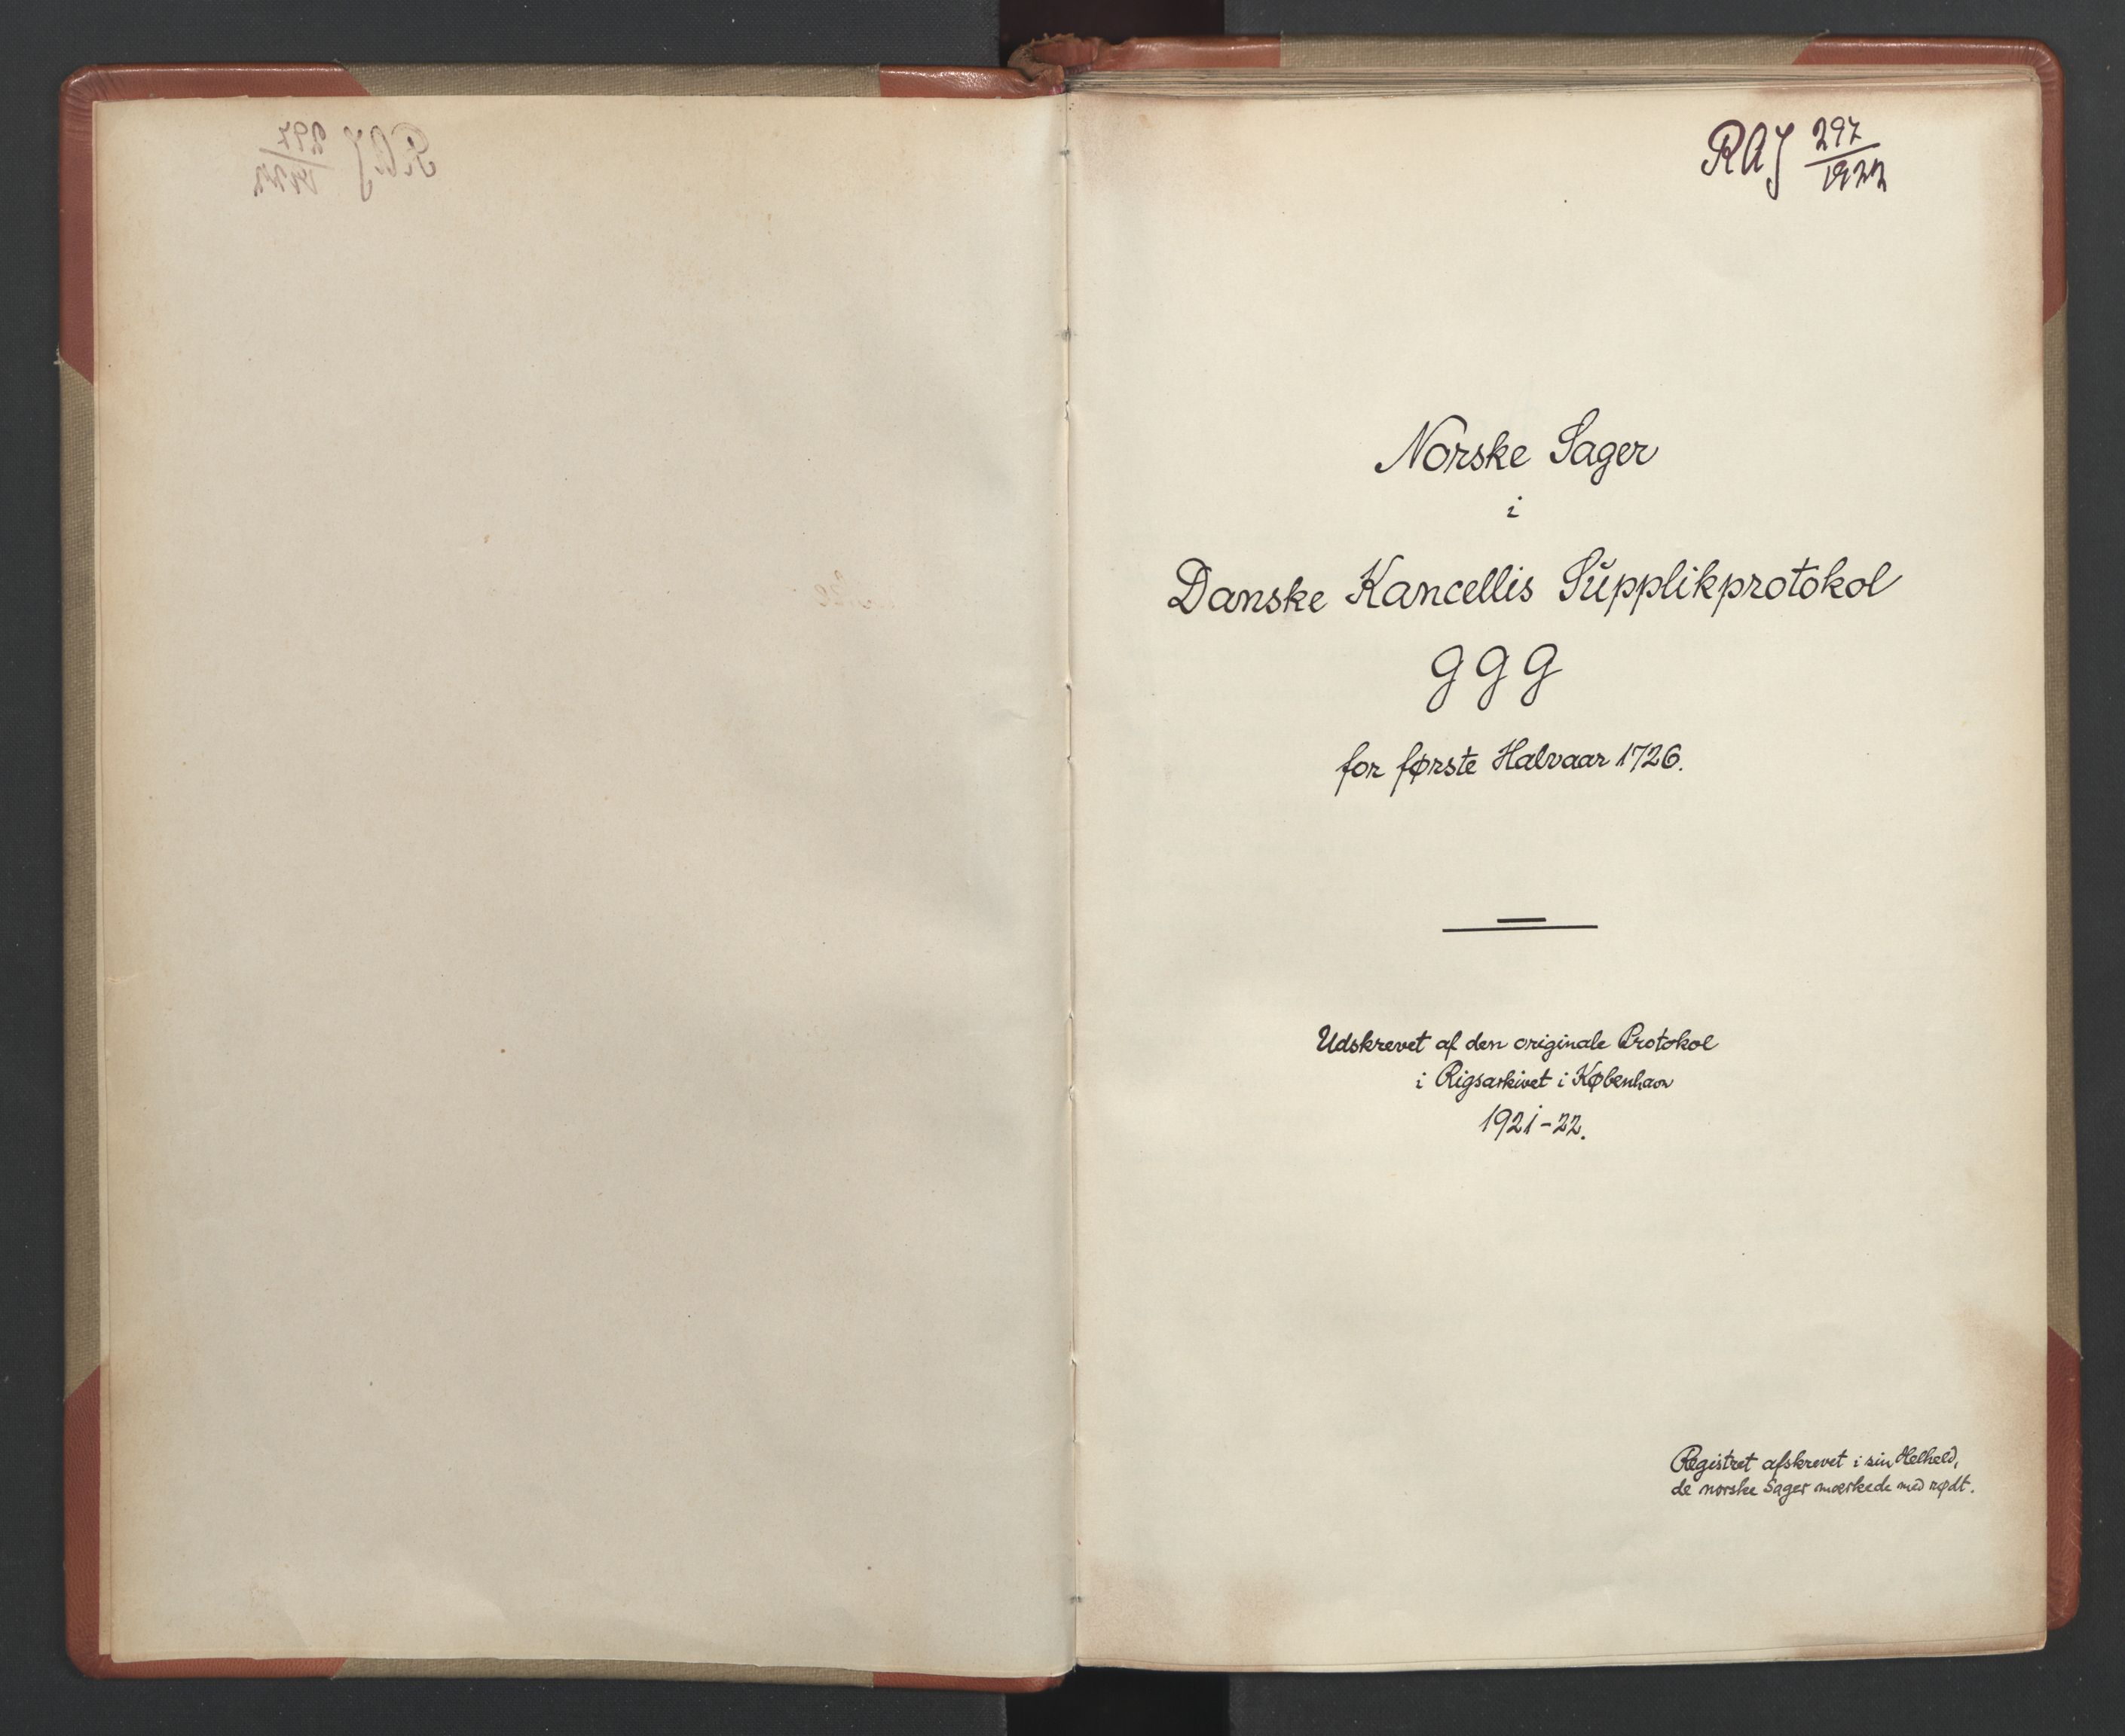 RAJ 297/1922
Norske Sager
i
Danske Kancellis Supplikprotokol
g g g
for første Halvaar 1726.
Udskrevet af den originale Protokol
i Rigsarkivet i København
1921-22.
Registret afskrevet i sin Helhed,
de norske Sager mærkede med rødt.